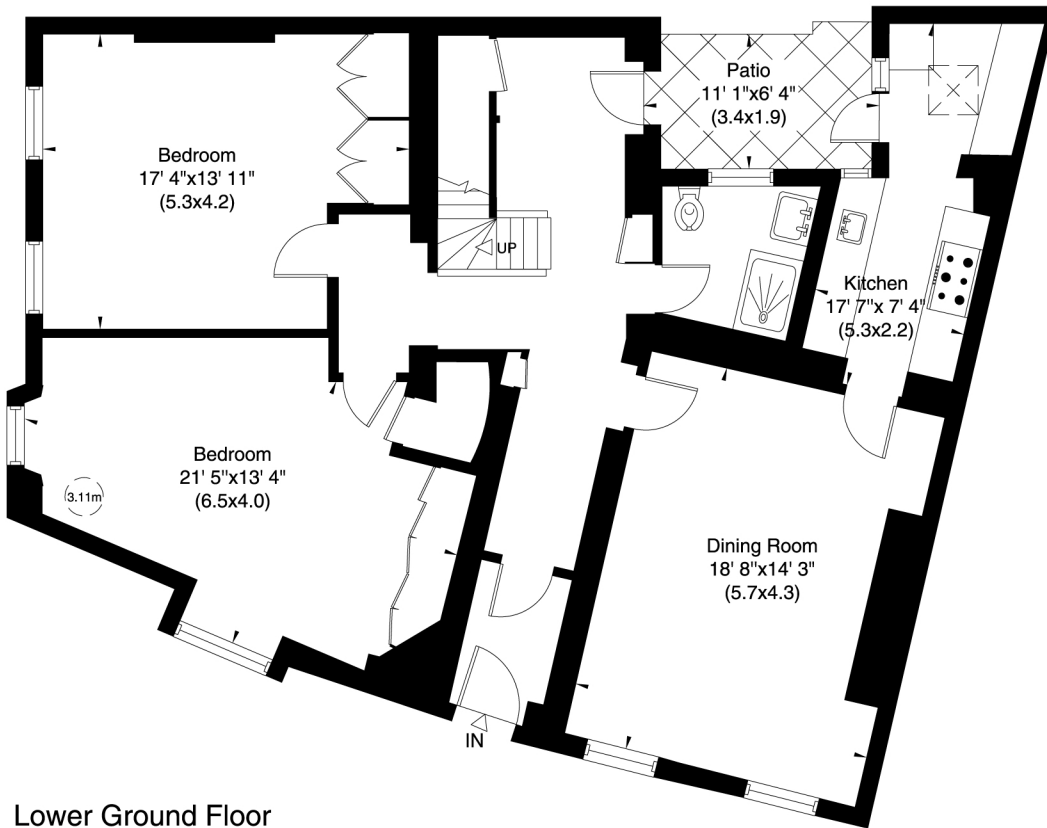 Patio
11' 1"x6' 4"
(3.4x1.9)
Bedroom
17' 4"x13' 11"
(5.3x4.2)
UP
Kitchen
17' 7"x 7' 4"
(5.3x2.2)
Bedroom
21' 5"x13' 4"
(6.5x4.0)
3.11m
Dining Room
18' 8"x14' 3"
(5.7x4.3)
IN
Lower Ground Floor